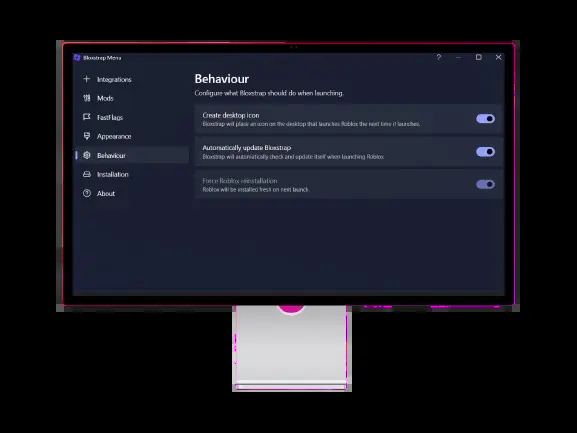 Bloxstrap Menu
?
Integrations
Mods
FastFlags
Appearance
Behaviour
Installation
About
Behaviour
Configure what Bloxstrap should do when launching.
Create desktop icon
Bloxstrap will place an icon on the desktop that launches Roblox the next time it launches.
Automatically update Bloxstrap
Bloxstrap will automatically check and update itself when launching Roblox.
Force Roblox reinstallation
Roblox will be installed fresh on next launch.